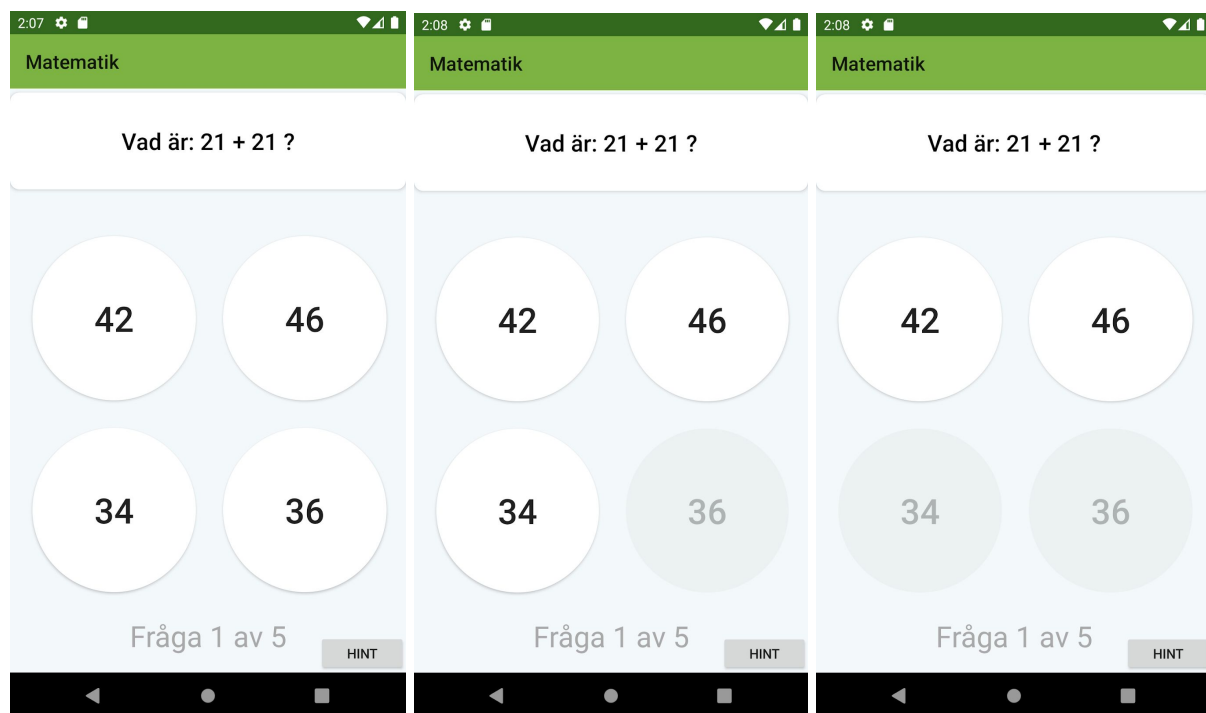 2:07
Matematik
Vad är: 21 + 21 ?
42 46
34 36
Fråga 1 av 5
HINT
2:08
Matematik
Vad är: 21 + 21 ?
42 46
34 36
Fråga 1 av 5
HINT
2:08
Matematik
Vad är: 21 + 21 ?
42 46
34 36
Fråga 1 av 5
HINT